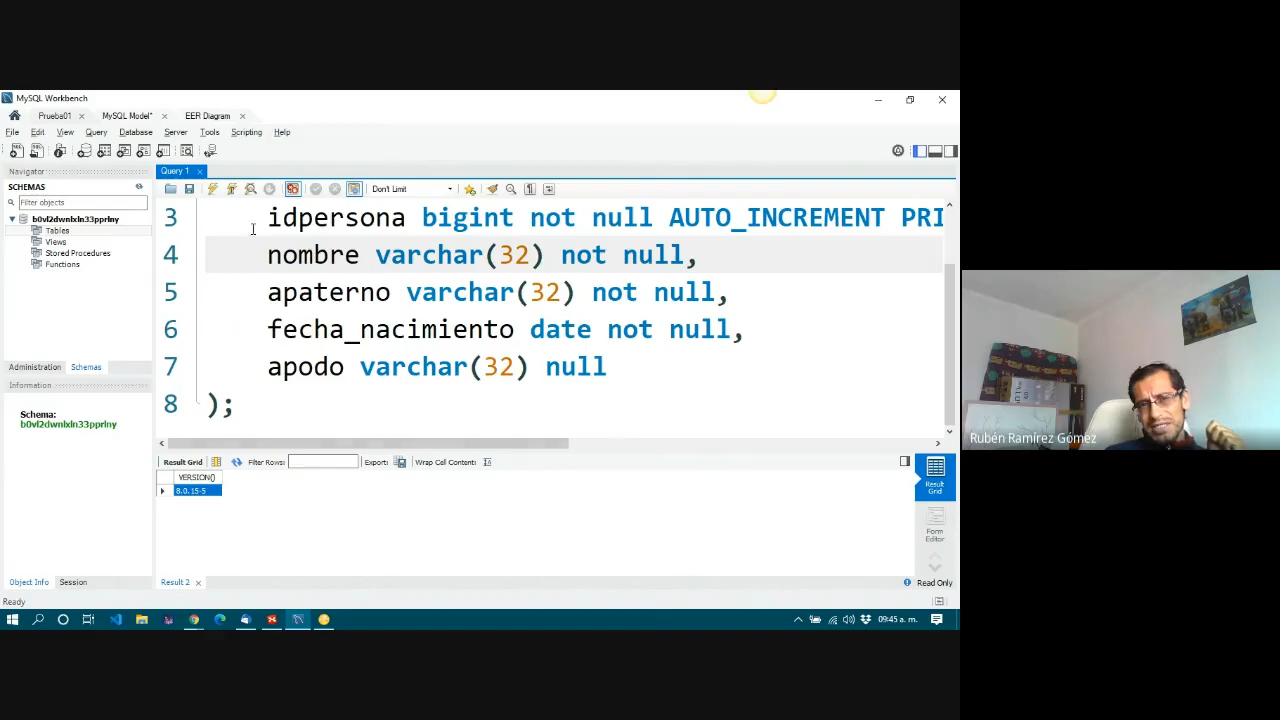 MySQL Workbench
Prueba01
MySQL Model*
EER Diagram
File Edit View Query Database Server Tools Scripting Help
Navigator
Query 1
SCHEMAS
Filter objects
Don't Limit
b0vl2dwnlxln33pprlny
Tables
Views
Stored Procedures
Functions
3 idpersona bigint not null AUTO_INCREMENT PRI
4 nombre varchar(32) not null,
5 apaterno varchar(32) not null,
6 fecha_nacimiento date not null,
7 apodo varchar(32) null
8 );
Administration Schemas
Information
Schema:
b0vl2dwnlxln33pprlny
Result Grid
Filter Rows:
Export:
Wrap Cell Content:
VERSION()
8.0.15-5
Result
Grid
Form
Editor
Object Info Session
Result 2
Read Only
Ready
09:45 a. m.
Rubén Ramírez Gómez